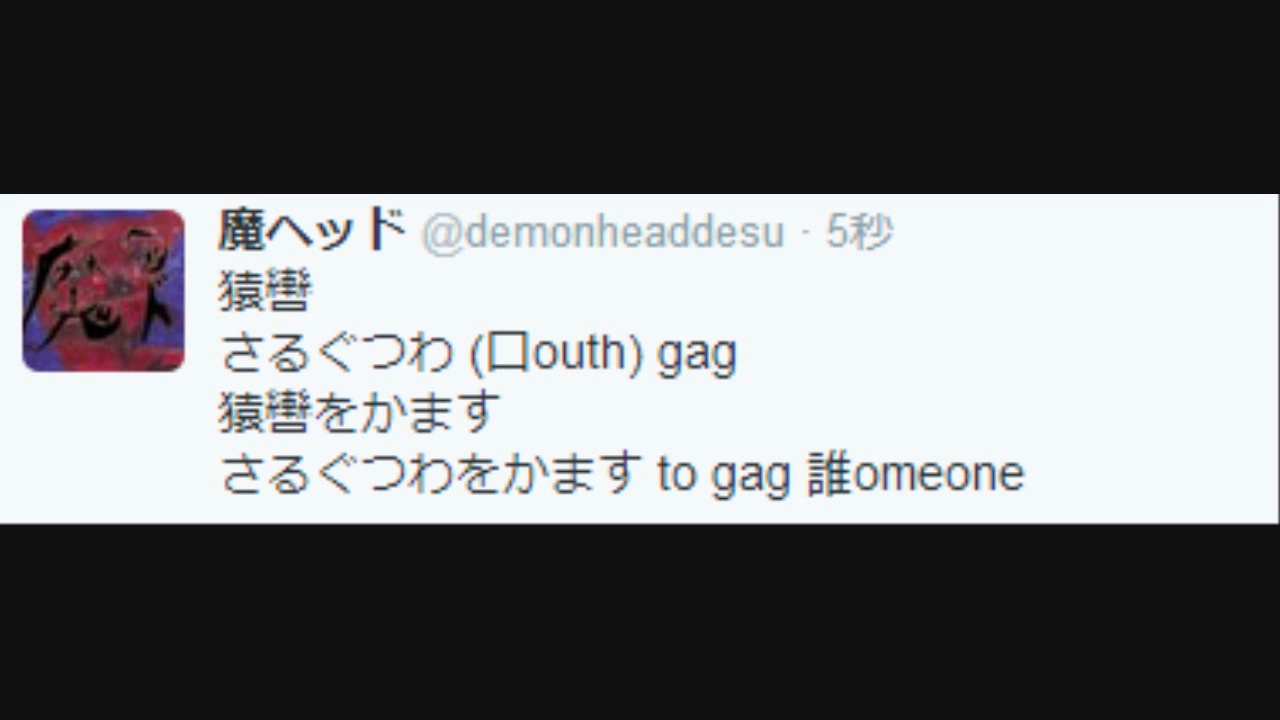 魔ヘッド @demonheaddesu · 5秒
猿轡
さるぐつわ (口outh) gag
猿轡をかます
さるぐつわをかます to gag 誰omeone